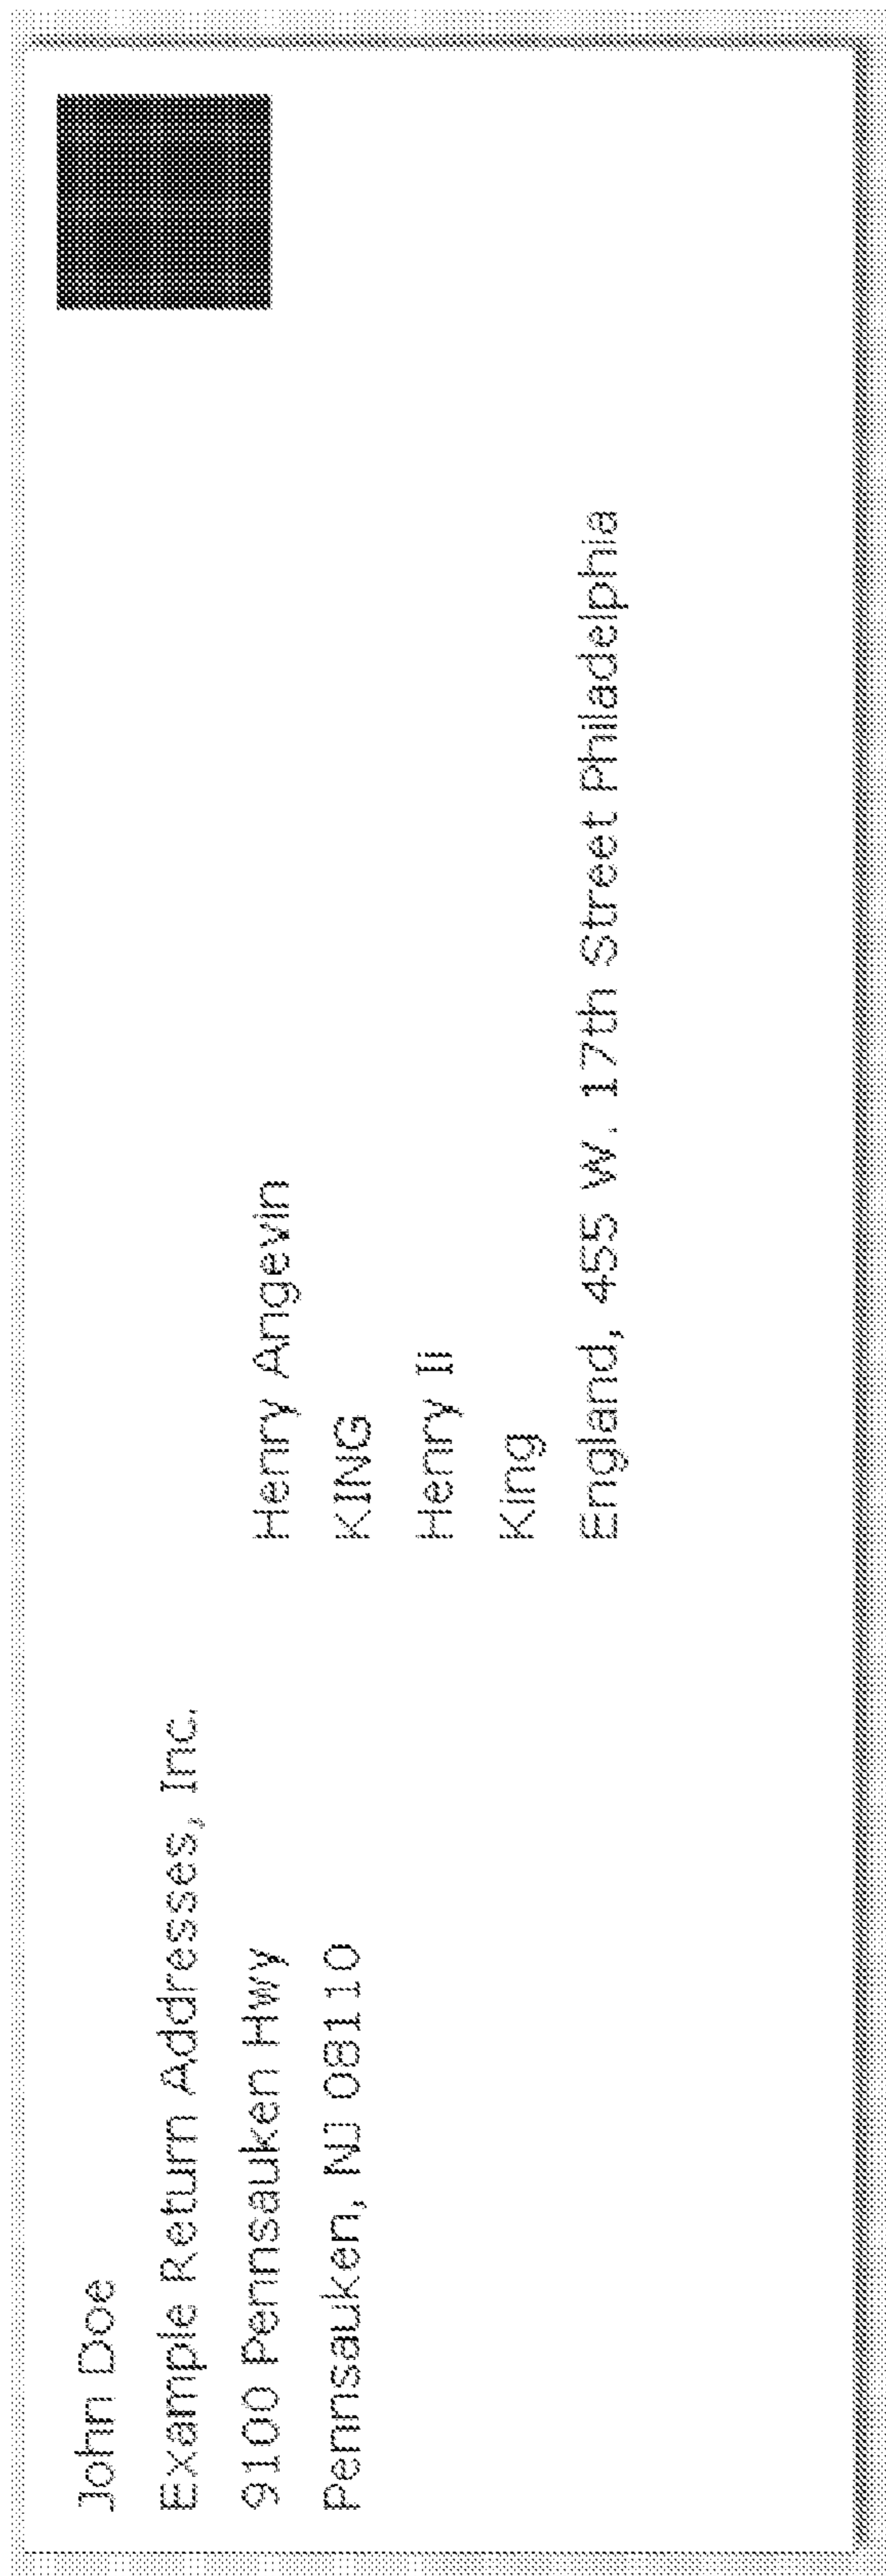 John Doe
Example Return Addresses, Inc.
9100 Pennsauken Hwy
Pennsauken, NJ 08110
Henry Angevin
KING
Henry Ii
King
England, 455 W. 17th Street Philadelphia